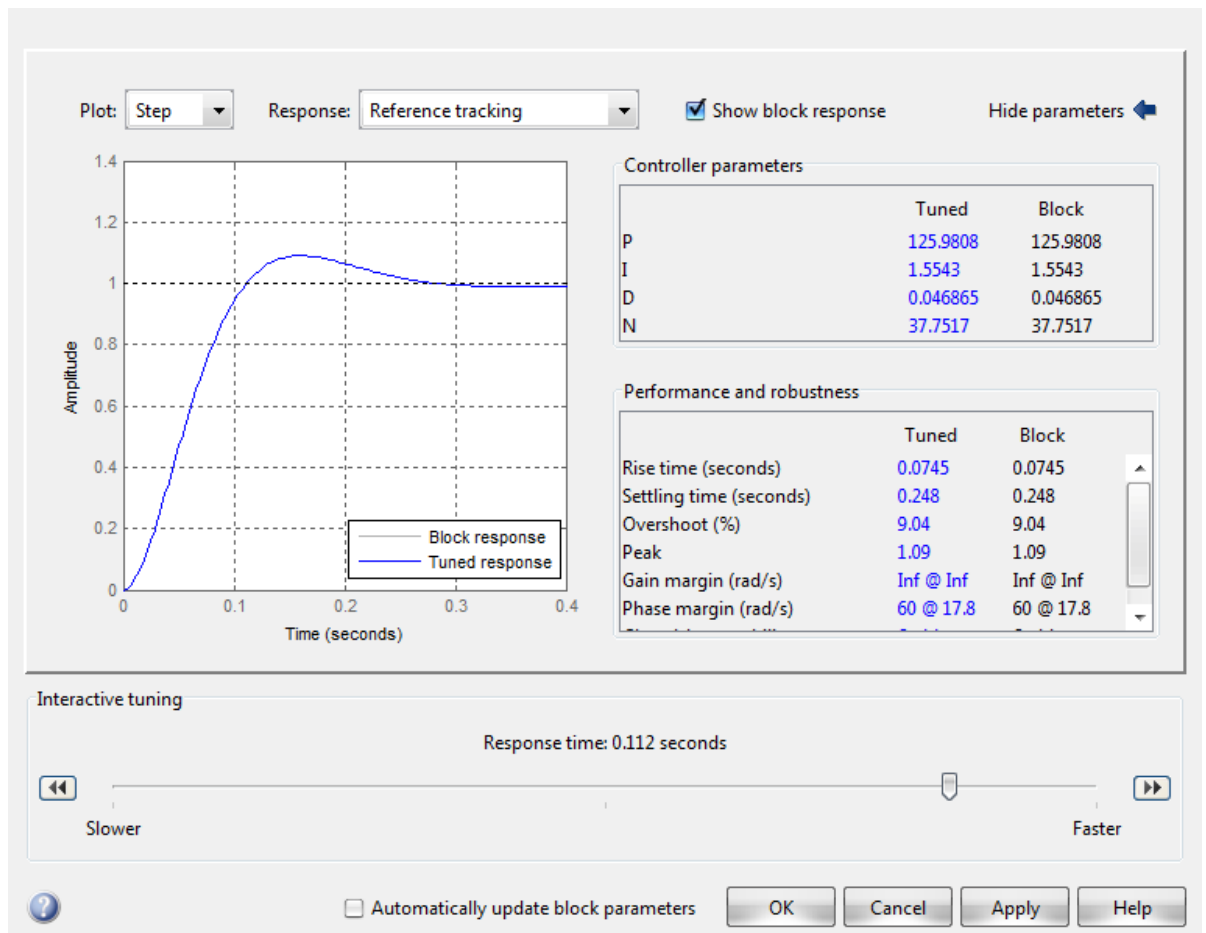 Plot: Step Response: Reference tracking Show block response Hide parameters
1.4
1.2
1
0.8
0.6
0.4
0.2
0
Amplitude
0 0.1 0.2 0.3 0.4
Time (seconds)
Block response
Tuned response
Controller parameters
Tuned Block
P 125.9808 125.9808
I 1.5543 1.5543
D 0.046865 0.046865
N 37.7517 37.7517
Performance and robustness
Tuned Block
Rise time (seconds) 0.0745 0.0745
Settling time (seconds) 0.248 0.248
Overshoot (%) 9.04 9.04
Peak 1.09 1.09
Gain margin (rad/s) Inf @ Inf Inf @ Inf
Phase margin (rad/s) 60 @ 17.8 60 @ 17.8
Interactive tuning
Response time: 0.112 seconds
Slower Faster
Automatically update block parameters OK Cancel Apply Help